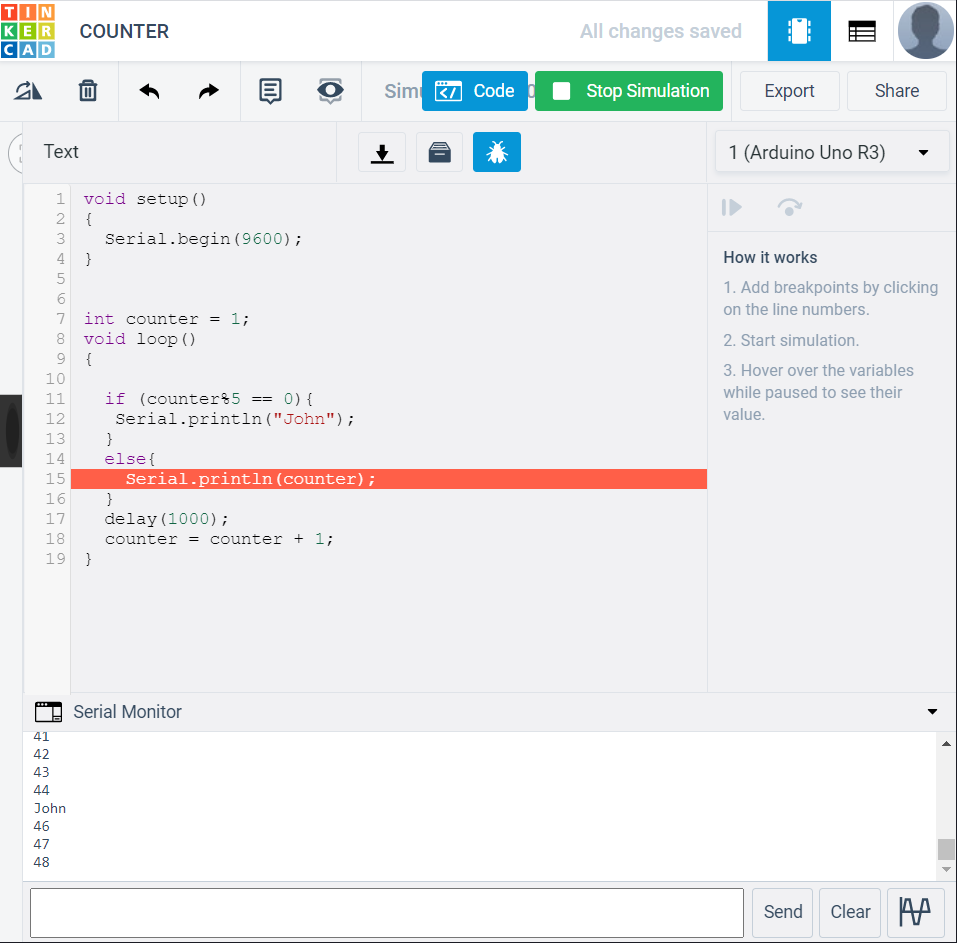 TIN
KER
CAD
COUNTER
All changes saved
Code
Stop Simulation
Export
Share
Text
1 (Arduino Uno R3)
1 void setup()
2 {
3   Serial.begin(9600);
4 }
5
6
7 int counter = 1;
8 void loop()
9 {
10
11   if (counter%5 == 0){
12    Serial.println("John");
13   }
14   else{
15     Serial.println(counter);
16   }
17   delay(1000);
18   counter = counter + 1;
19 }
How it works
1. Add breakpoints by clicking
on the line numbers.
2. Start simulation.
3. Hover over the variables
while paused to see their
value.
Serial Monitor
41
42
43
44
John
46
47
48
Send
Clear